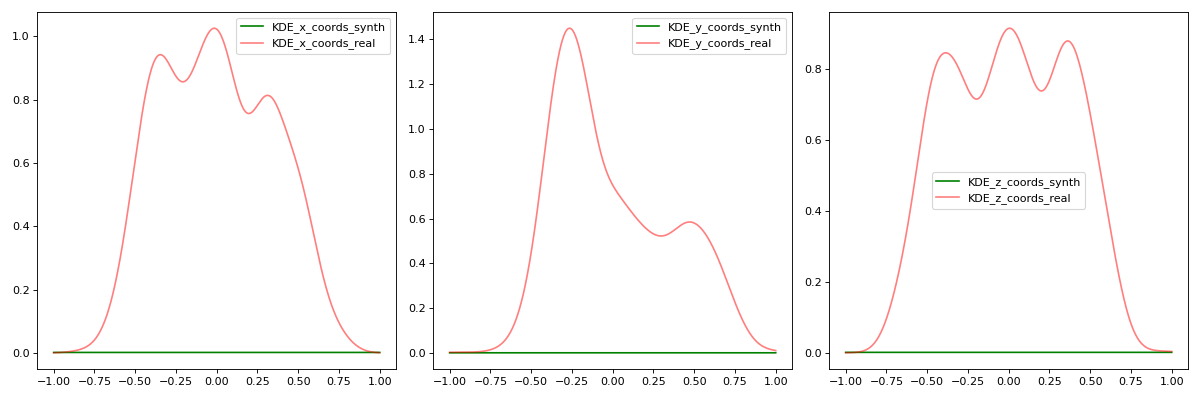 KDE_x_coords_synth
KDE_x_coords_real
1.0
0.8
0.6
0.4
0.2
0.0
−1.00 −0.75 −0.50 −0.25 0.00 0.25 0.50 0.75 1.00
KDE_y_coords_synth
KDE_y_coords_real
1.4
1.2
1.0
0.8
0.6
0.4
0.2
0.0
−1.00 −0.75 −0.50 −0.25 0.00 0.25 0.50 0.75 1.00
0.8
0.6
KDE_z_coords_synth
KDE_z_coords_real
0.4
0.2
0.0
−1.00 −0.75 −0.50 −0.25 0.00 0.25 0.50 0.75 1.00